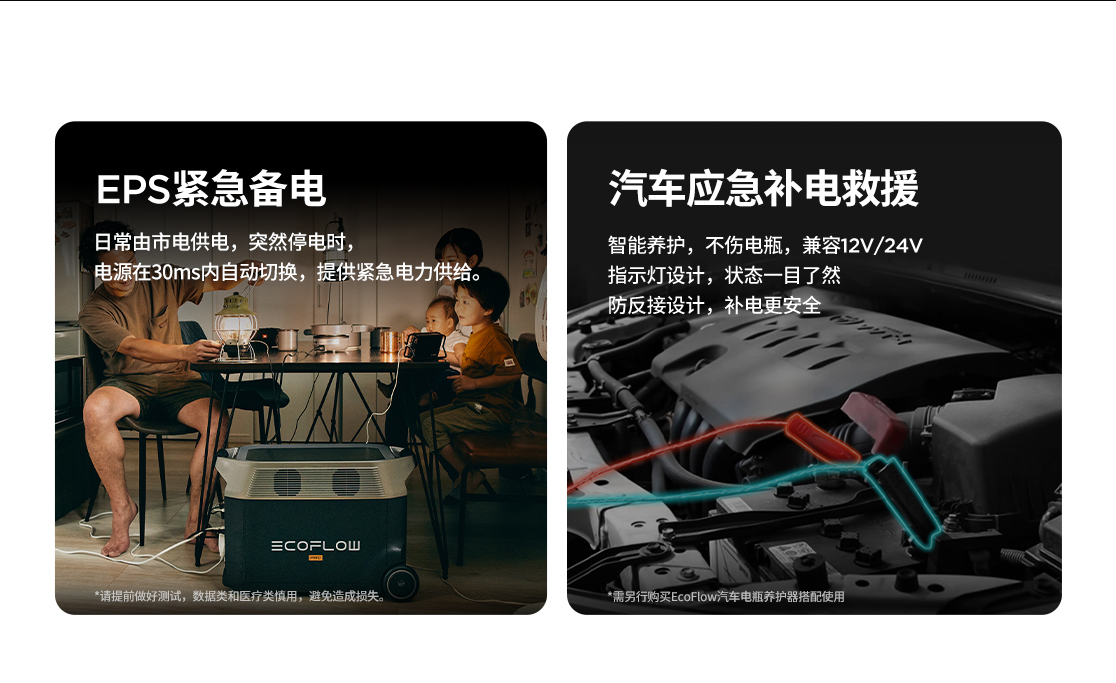 EPS紧急备电
日常由市电供电，突然停电时，
电源在30ms内自动切换，提供紧急电力供给。
ECOFLOW
*请提前做好测试，数据类和医疗类慎用，避免造成损失。
汽车应急补电救援
智能养护，不伤电瓶，兼容12V/24V
指示灯设计，状态一目了然
防反接设计，补电更安全
*需另行购买EcoFlow汽车电瓶养护器搭配使用